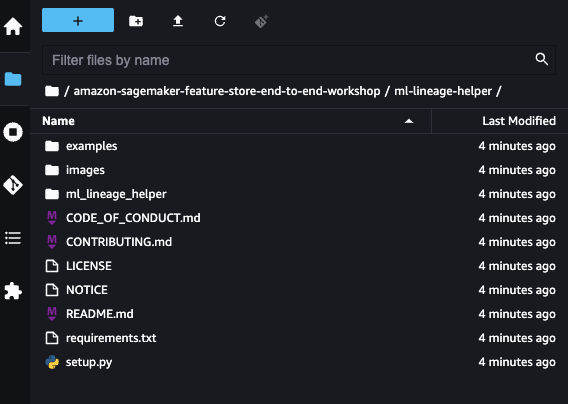 Filter files by name
/ amazon-sagemaker-feature-store-end-to-end-workshop / ml-lineage-helper /
Name Last Modified
examples 4 minutes ago
images 4 minutes ago
ml_lineage_helper 4 minutes ago
CODE_OF_CONDUCT.md 4 minutes ago
CONTRIBUTING.md 4 minutes ago
LICENSE 4 minutes ago
NOTICE 4 minutes ago
README.md 4 minutes ago
requirements.txt 4 minutes ago
setup.py 4 minutes ago